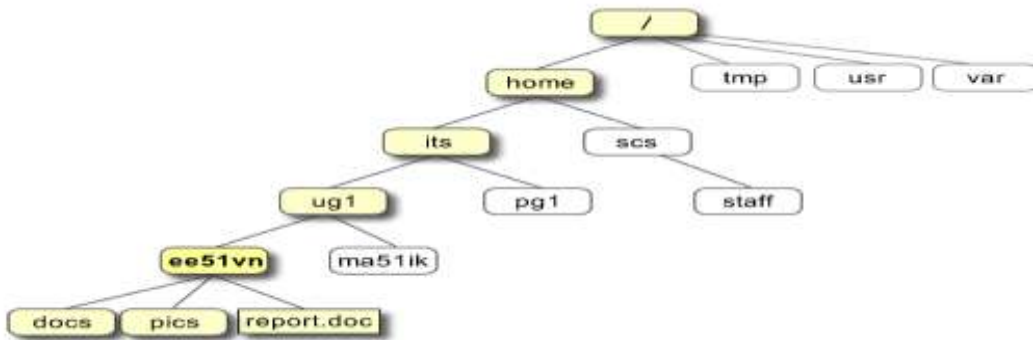 /
home
tmp
usr
var
its
scs
ug1
pg1
staff
ee51vn
ma51ik
docs
pics
report.doc